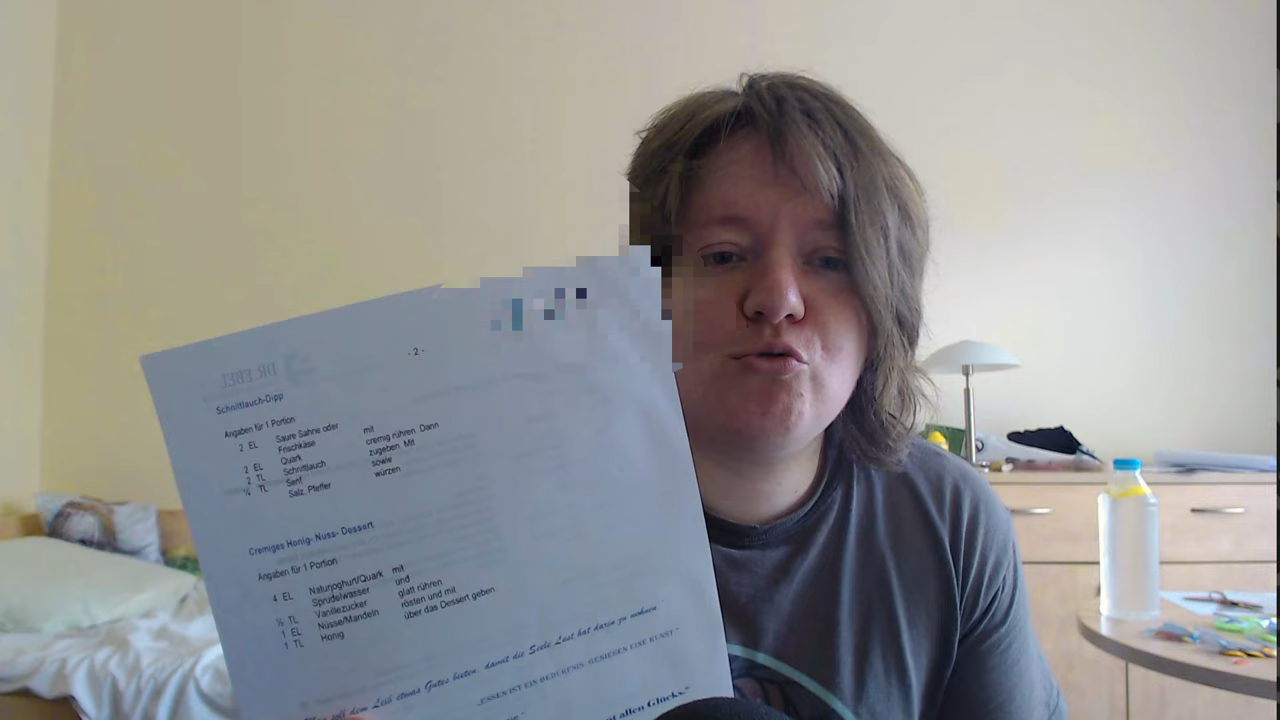 - 2 -
DR. EBEL
Schnittlauch-Dipp
Angaben für 1 Portion
2 EL Saure Sahne oder mit
Frischkäse cremig rühren. Dann
2 EL Quark zugeben. Mit
2 TL Schnittlauch sowie
½ TL Senf würzen
Salz, Pfeffer
Cremiges Honig- Nuss- Dessert
Angaben für 1 Portion
4 EL Naturjoghurt/Quark mit
Sprudelwasser und
½ TL Vanillezucker glatt rühren
1 EL Nüsse/Mandeln rösten und mit
1 TL Honig über das Dessert geben
soll dem Leib etwas Gutes bieten, damit die Seele Lust hat darin zu wohnen
„ESSEN IST EIN BEDÜRFNIS, GENIEßEN EINE KUNST“
allen Glücks.“